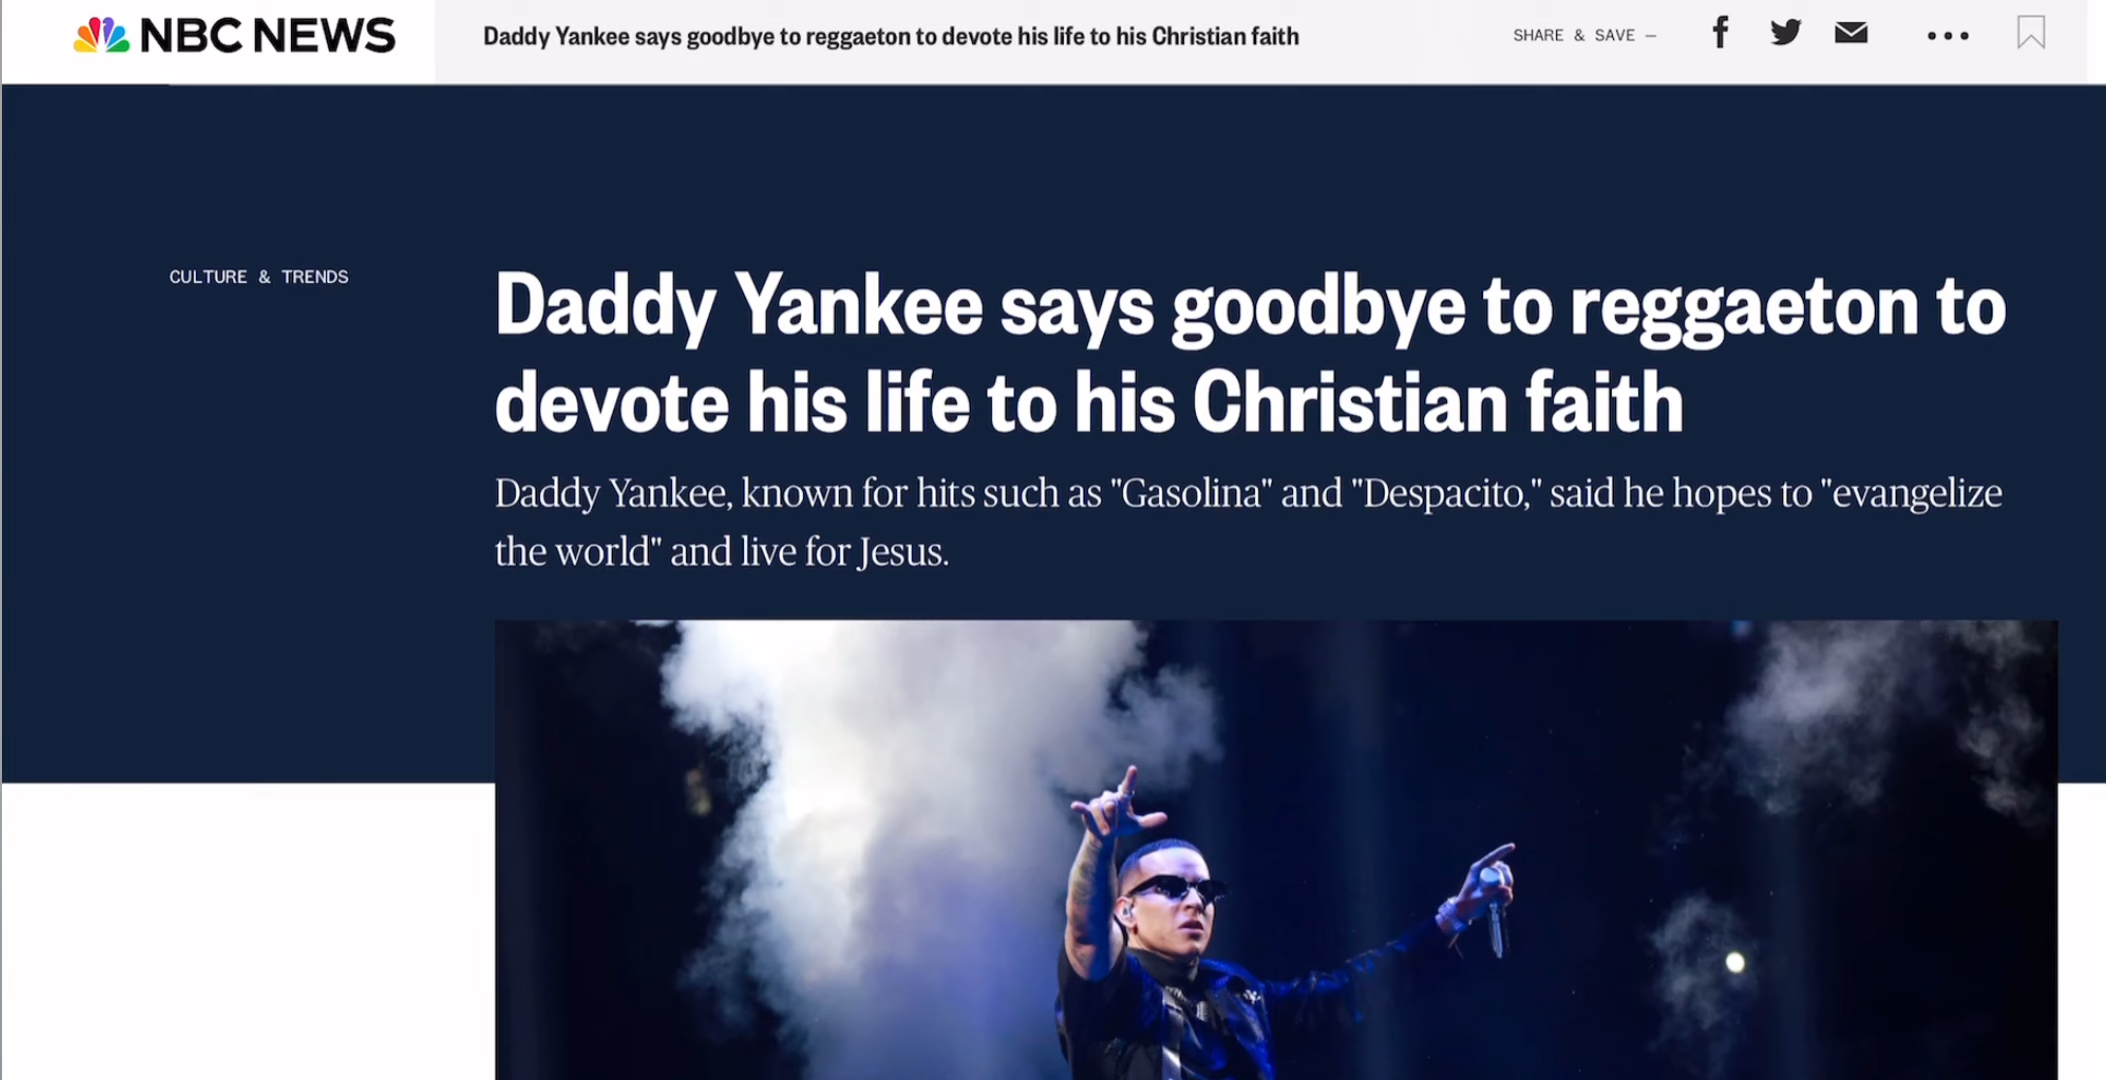 NBC NEWS
Daddy Yankee says goodbye to reggaeton to devote his life to his Christian faith
SHARE & SAVE —
CULTURE & TRENDS
Daddy Yankee says goodbye to reggaeton to
devote his life to his Christian faith
Daddy Yankee, known for hits such as "Gasolina" and "Despacito," said he hopes to "evangelize
the world" and live for Jesus.